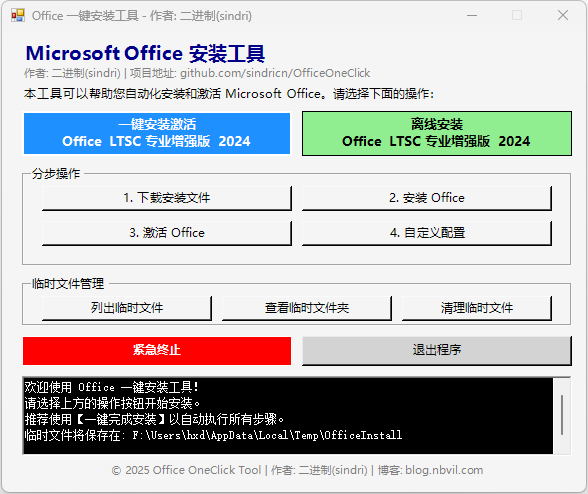 Office 一键安装工具 - 作者: 二进制(sindri)
Microsoft Office 安装工具
作者: 二进制(sindri) | 项目地址: github.com/sindricn/OfficeOneClick
本工具可以帮助您自动化安装和激活 Microsoft Office。请选择下面的操作：
一键安装激活
Office LTSC 专业增强版 2024
离线安装
Office LTSC 专业增强版 2024
分步操作
1. 下载安装文件
2. 安装 Office
3. 激活 Office
4. 自定义配置
临时文件管理
列出临时文件
查看临时文件夹
清理临时文件
紧急终止
退出程序
欢迎使用 Office 一键安装工具！
请选择上方的操作按钮开始安装。
推荐使用【一键完成安装】以自动执行所有步骤。
临时文件将保存在: F:\Users\hxd\AppData\Local\Temp\OfficeInstall
© 2025 Office OneClick Tool | 作者: 二进制(sindri) | 博客: blog.nbvil.com